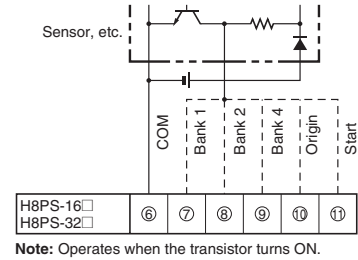 Sensor, etc.
COM
Bank 1
Bank 2
Bank 4
Origin
Start
H8PS-16□
H8PS-32□
⑥ ⑦ ⑧ ⑨ ⑩ ⑪
Note: Operates when the transistor turns ON.